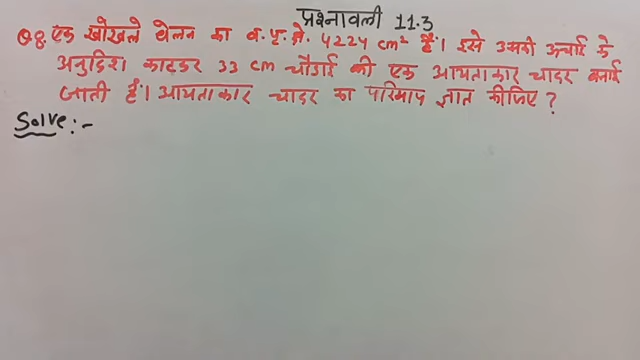 प्रश्नावली 11.3
Q8. एक खोखले बेलन का व. पृ. क्षे. 4224 cm² है। इसे उसकी ऊँचाई के
अनुदिश काटकर 33 cm चौडाई की एक आयताकार चादर बनाई
जाती है। आयताकार चादर का परिमाप ज्ञात कीजिए ?
Solve:-